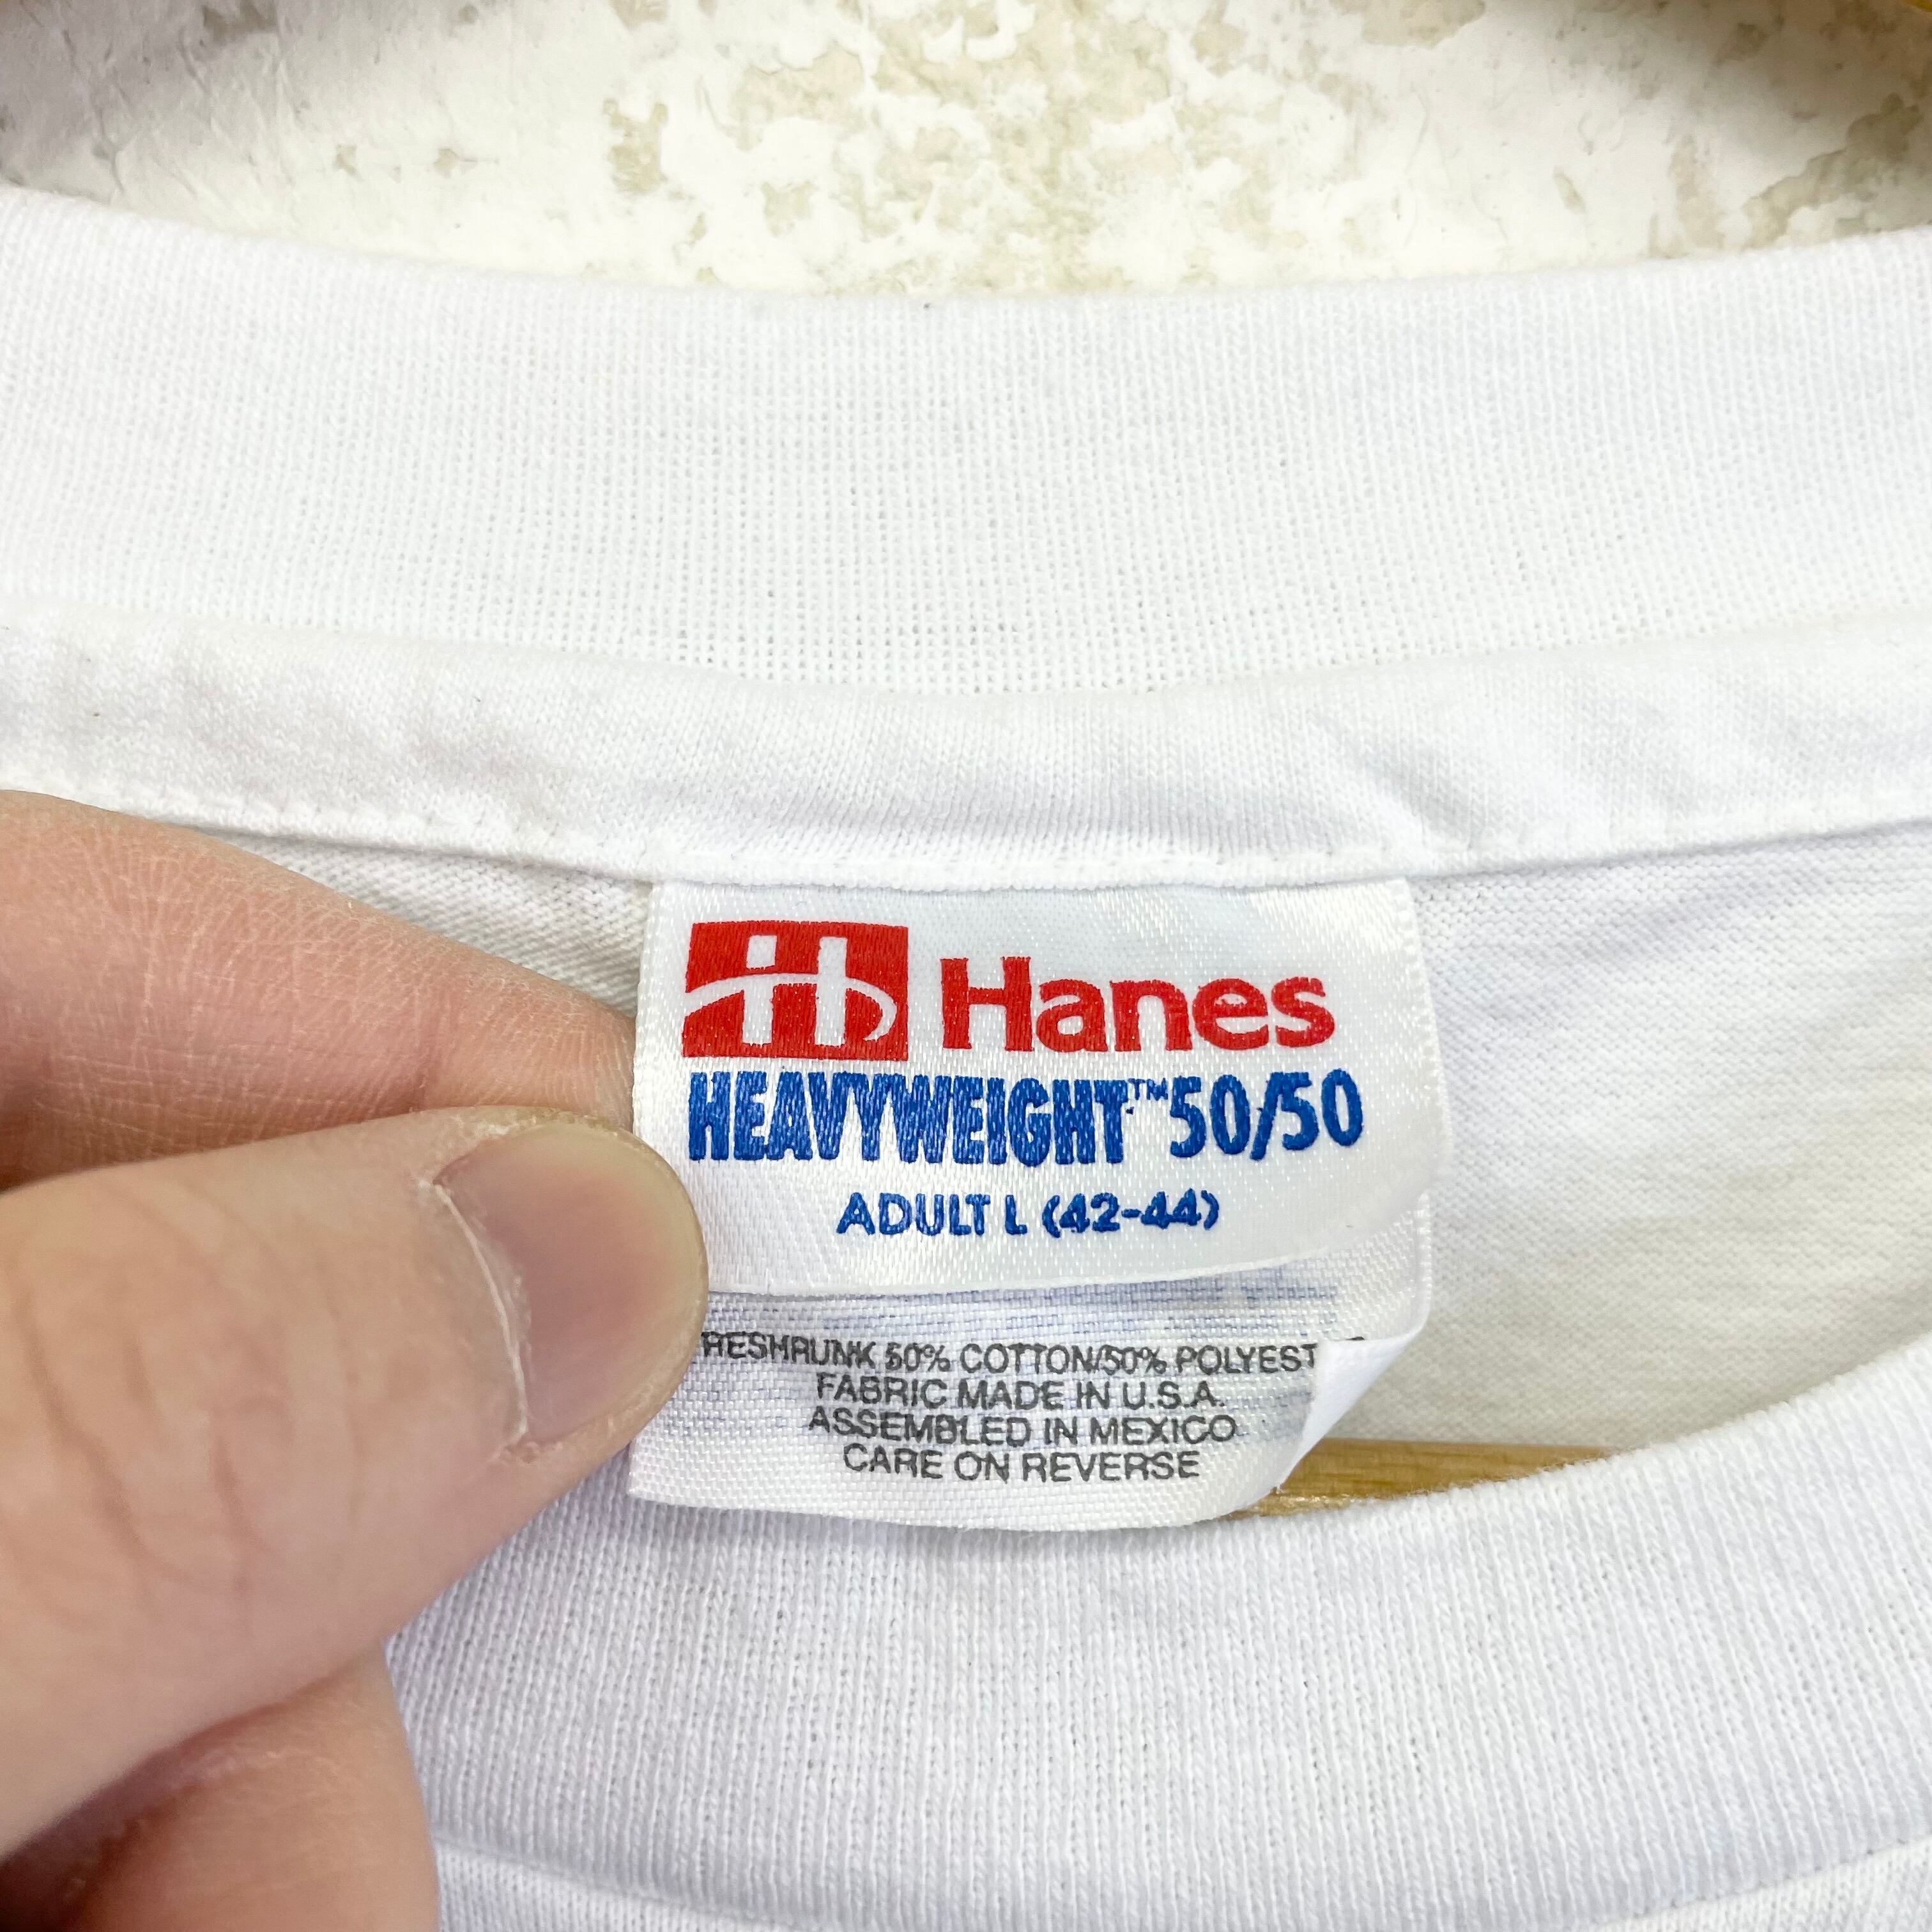 Hanes
HEAVYWEIGHT™ 50/50
ADULT L (42-44)
RESHRUNK 50% COTTON/50% POLYEST
FABRIC MADE IN U.S.A.
ASSEMBLED IN MEXICO
CARE ON REVERSE